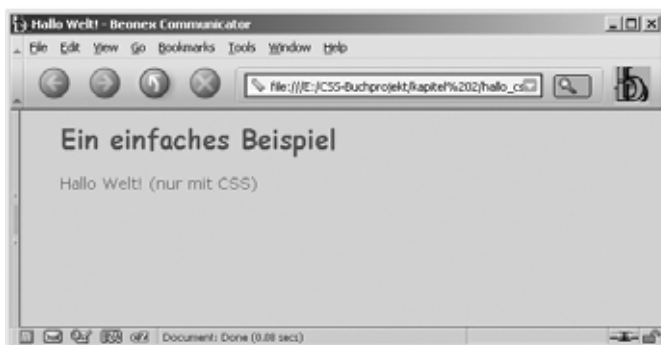 Hallo Welt! - Beonex Communicator
File Edit View Go Bookmarks Tools Window Help
file:///E:/CSS-Buchprojekt/kapitel%202/hallo_cs
Ein einfaches Beispiel
Hallo Welt! (nur mit CSS)
Document: Done (0.08 secs)